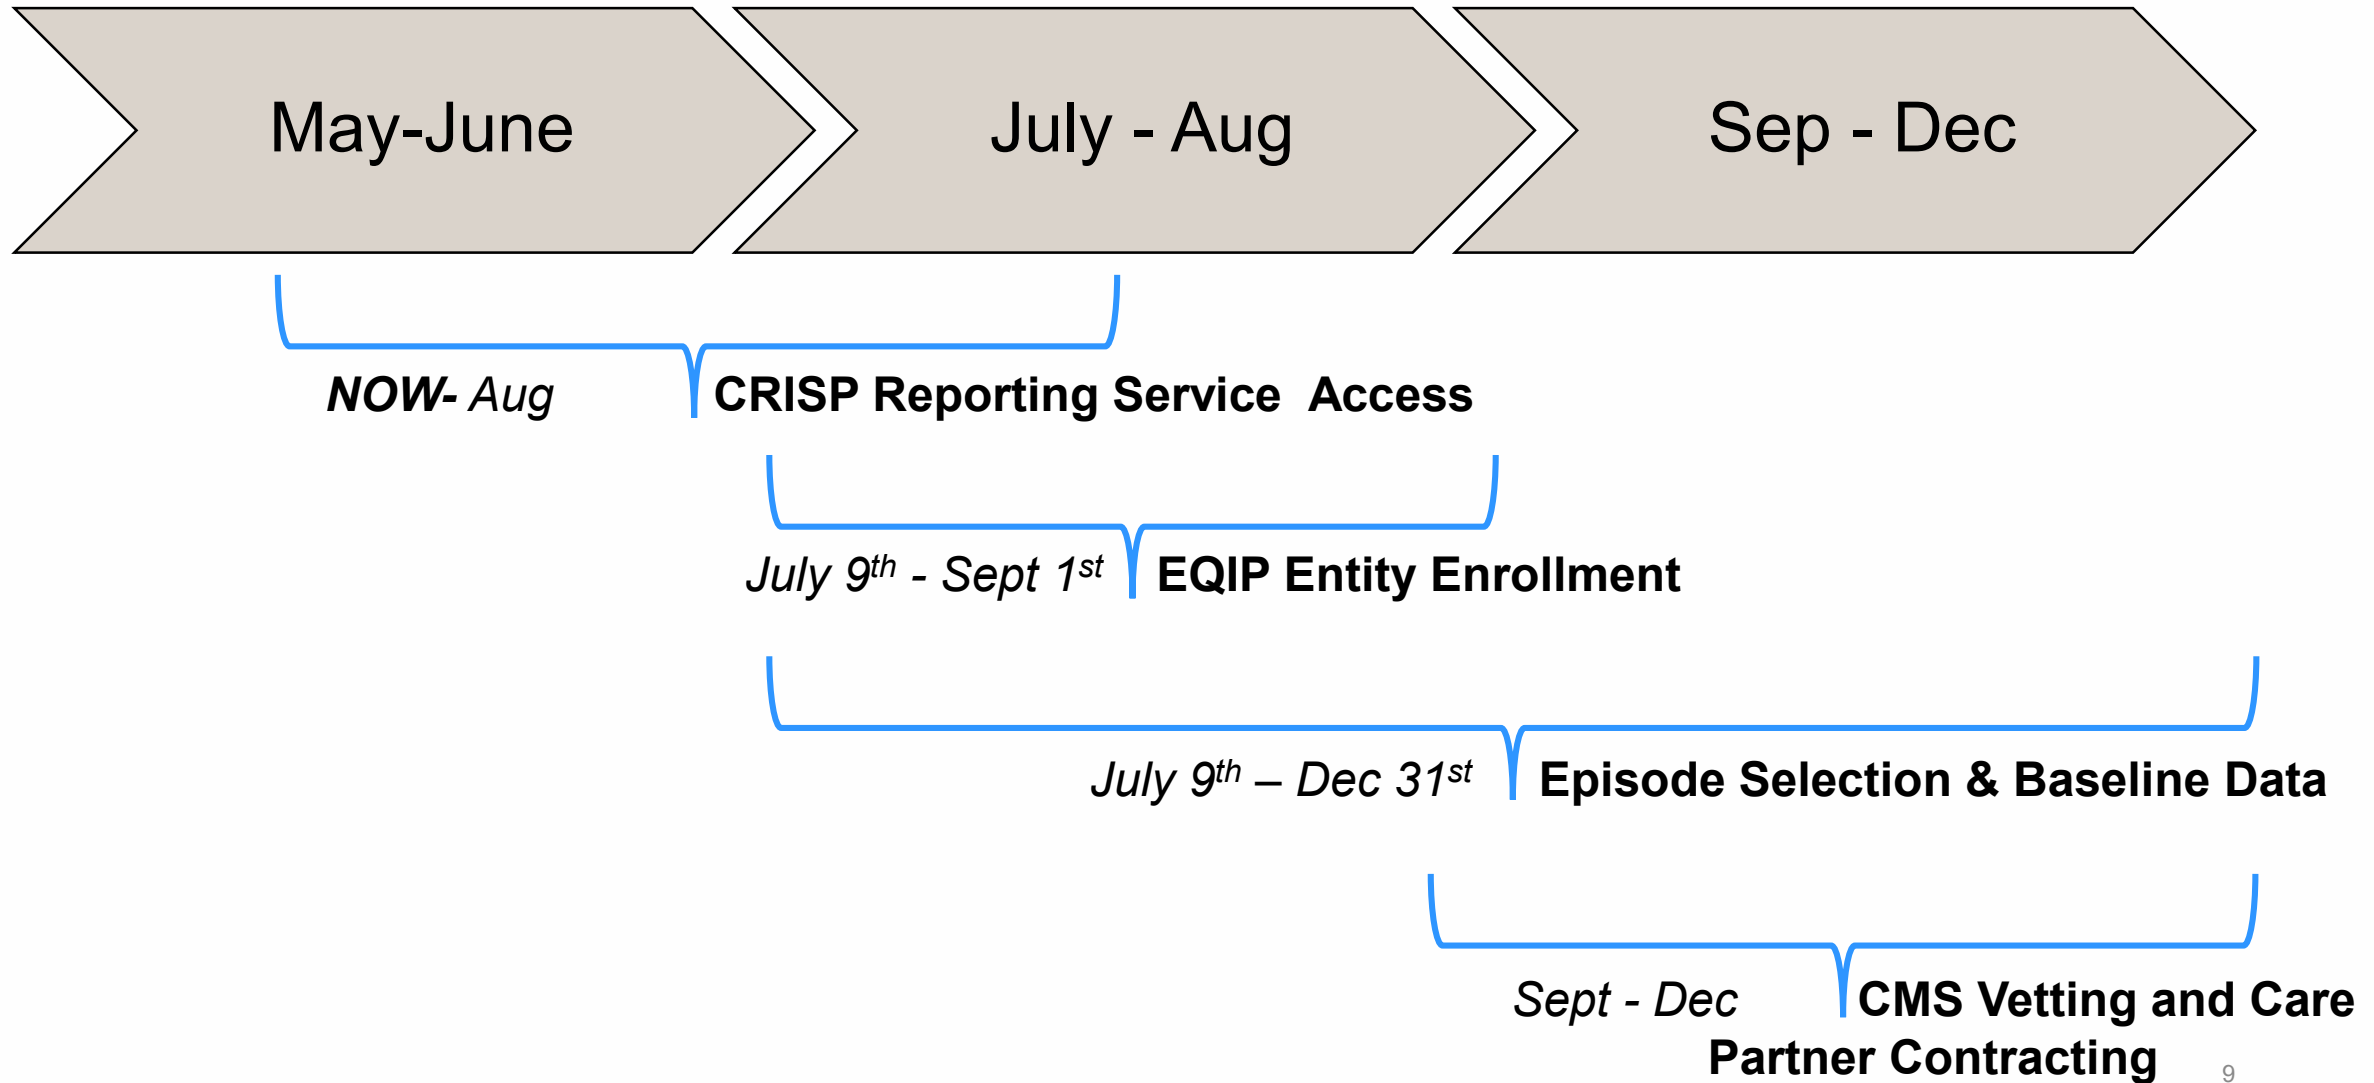 May-June
July - Aug
Sep - Dec
NOW- Aug
CRISP Reporting Service  Access
July 9th - Sept 1st
EQIP Entity Enrollment
July 9th – Dec 31st
Episode Selection & Baseline Data
Sept - Dec
CMS Vetting and Care
Partner Contracting
9